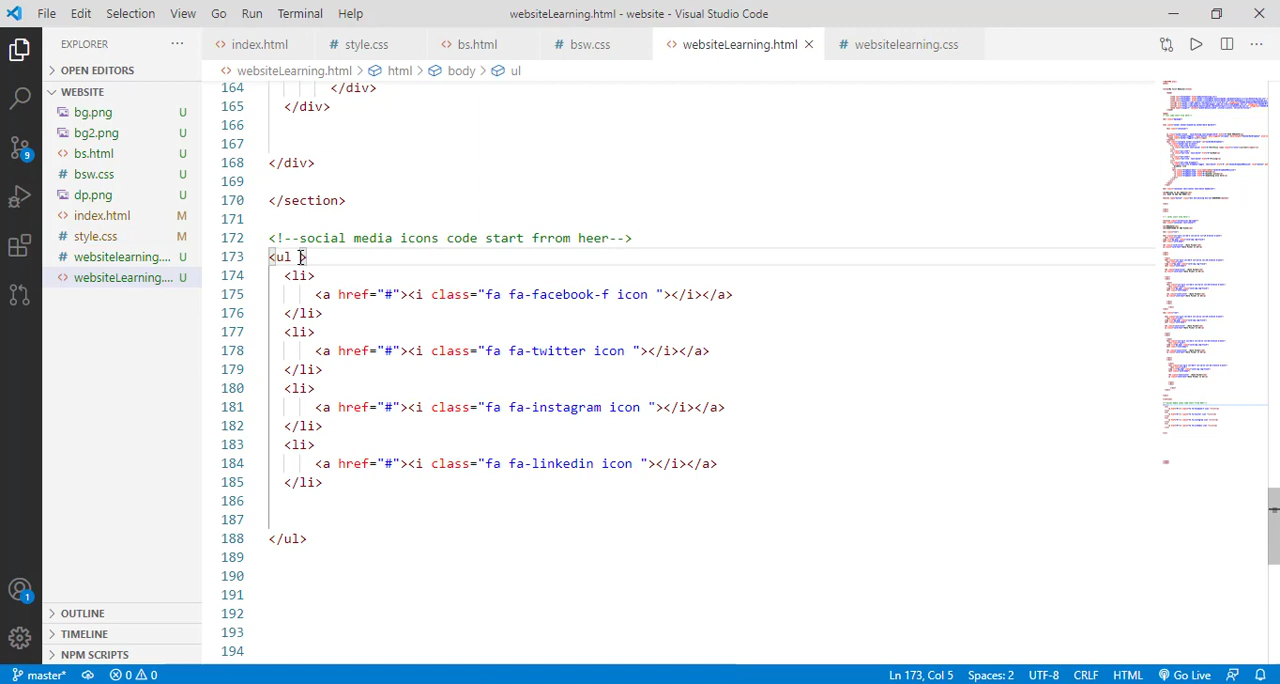 File Edit Selection View Go Run Terminal Help
websiteLearning.html - website - Visual Studio Code
EXPLORER
index.html
style.css
bs.html
bsw.css
websiteLearning.html
websitelearning.css
OPEN EDITORS
websiteLearning.html > html > body > ul
WEBSITE
bg.png U
bg2.png U
bs.html U
bsw.css U
dp.png U
index.html M
style.css M
websitelearning.... U
websiteLearning.... U
9
164 </div>
165 </div>
166
167
168 </div>
169
170 </section>
171
172 <!--social media icons code start frrom heer-->
173 <ul
174 <li>
175 <a href="#"><i class="fa fa-facebook-f icon "></i></a>
176 </li>
177 <li>
178 <a href="#"><i class="fa fa-twitter icon "></i></a>
179 </li>
180 <li>
181 <a href="#"><i class="fa fa-instagram icon "></i></a>
182 </li>
183 <li>
184 <a href="#"><i class="fa fa-linkedin icon "></i></a>
185 </li>
186
187
188 </ul>
189
190
191
192
193
194
1
OUTLINE
TIMELINE
NPM SCRIPTS
master* 0 0 Ln 173, Col 5 Spaces: 2 UTF-8 CRLF HTML Go Live